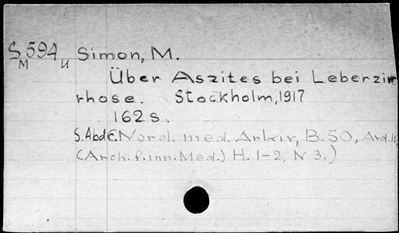 S 594 Simon, M.
M U
Über Aszites bei Leberzir
rhose. Stockholm, 1917
162 s.
S. Abdr. Nord. med. Arkiv, B. 50, Avd. II
(Arch. f. inn. Med.) H. 1-2, N 3.)